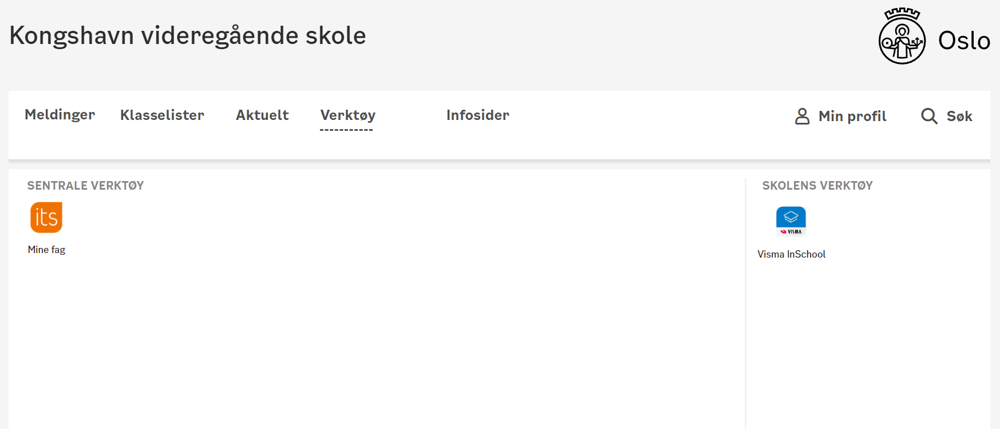 Kongshavn videregående skole
Oslo
Meldinger Klasselister Aktuelt Verktøy Infosider Min profil Søk
SENTRALE VERKTØY
its
Mine fag
SKOLENS VERKTØY
VISMA
Visma InSchool